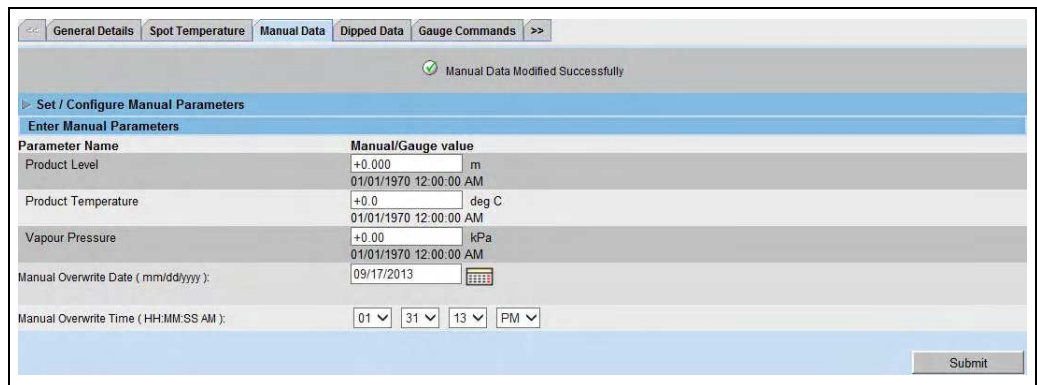 << General Details Spot Temperature Manual Data Dipped Data Gauge Commands >>
Manual Data Modified Successfully
Set / Configure Manual Parameters
Enter Manual Parameters
Parameter Name Manual/Gauge value
Product Level +0.000 m
01/01/1970 12:00:00 AM
Product Temperature +0.0 deg C
01/01/1970 12:00:00 AM
Vapour Pressure +0.00 kPa
01/01/1970 12:00:00 AM
Manual Overwrite Date ( mm/dd/yyyy ): 09/17/2013
Manual Overwrite Time ( HH:MM:SS AM ): 01 31 13 PM
Submit